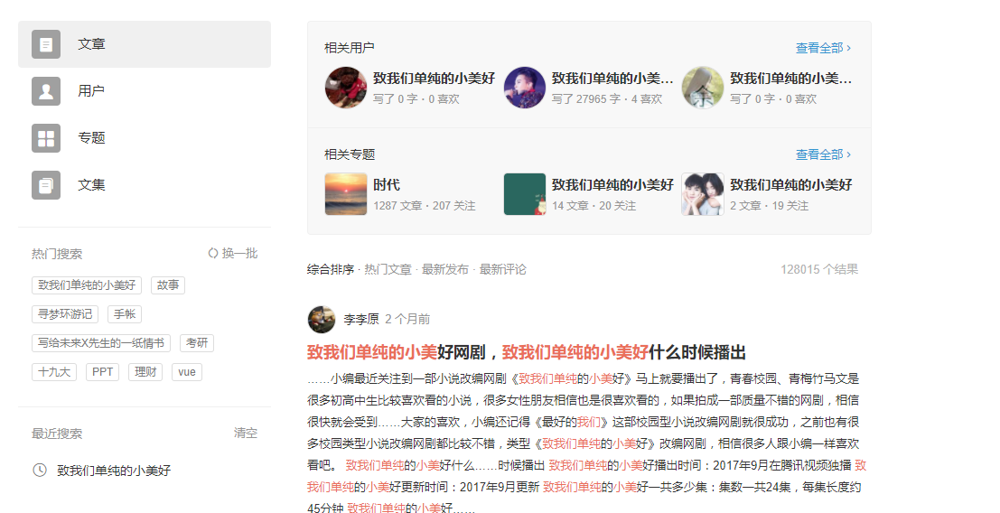 文章
用户
专题
文集
热门搜索 换一批
致我们单纯的小美好 故事
寻梦环游记 手帐
写给未来X先生的一纸情书 考研
十九大 PPT 理财 vue
最近搜索 清空
致我们单纯的小美好
相关用户 查看全部 ›
致我们单纯的小美好 致我们单纯的小美… 致我们单纯的小美…
写了 0 字 · 0 喜欢 写了 27965 字 · 4 喜欢 写了 0 字 · 0 喜欢
相关专题 查看全部 ›
时代 致我们单纯的小美好 致我们单纯的小美好
1287 文章 · 207 关注 14 文章 · 20 关注 2 文章 · 19 关注
综合排序 · 热门文章 · 最新发布 · 最新评论 128015 个结果
李李原 2 个月前
致我们单纯的小美好网剧，致我们单纯的小美好什么时候播出
……小编最近关注到一部小说改编网剧《致我们单纯的小美好》马上就要播出了，青春校园、青梅竹马文是
很多初高中生比较喜欢看的小说，很多女性朋友相信也是很喜欢看的，如果拍成一部质量不错的网剧，相信
很快就会受到……大家的喜欢，小编还记得《最好的我们》这部校园型小说改编网剧就很成功，之前也有很
多校园类型小说改编网剧都比较不错，类型《致我们单纯的小美好》改编网剧，相信很多人跟小编一样喜欢
看吧。 致我们单纯的小美好什么……时候播出 致我们单纯的小美好播出时间：2017年9月在腾讯视频独播 致
我们单纯的小美好更新时间：2017年9月更新 致我们单纯的小美好一共多少集：集数一共24集，每集长度约
45分钟 致我们单纯的小美好……